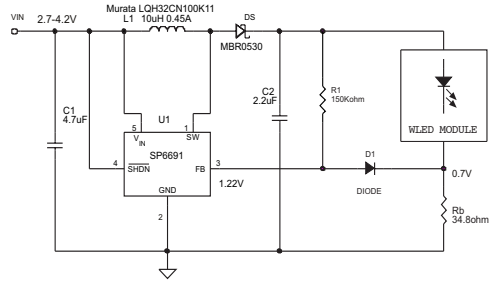 Murata LQH32CN100K11
VIN 2.7-4.2V L1 10uH 0.45A DS
MBR0530
C1
4.7uF
C2
2.2uF
R1
150Kohm
WLED MODULE
U1
5 1
VIN SW
SP6691
4 SHDN FB 3
1.22V
GND
2
D1
DIODE
0.7V
Rb
34.8ohm